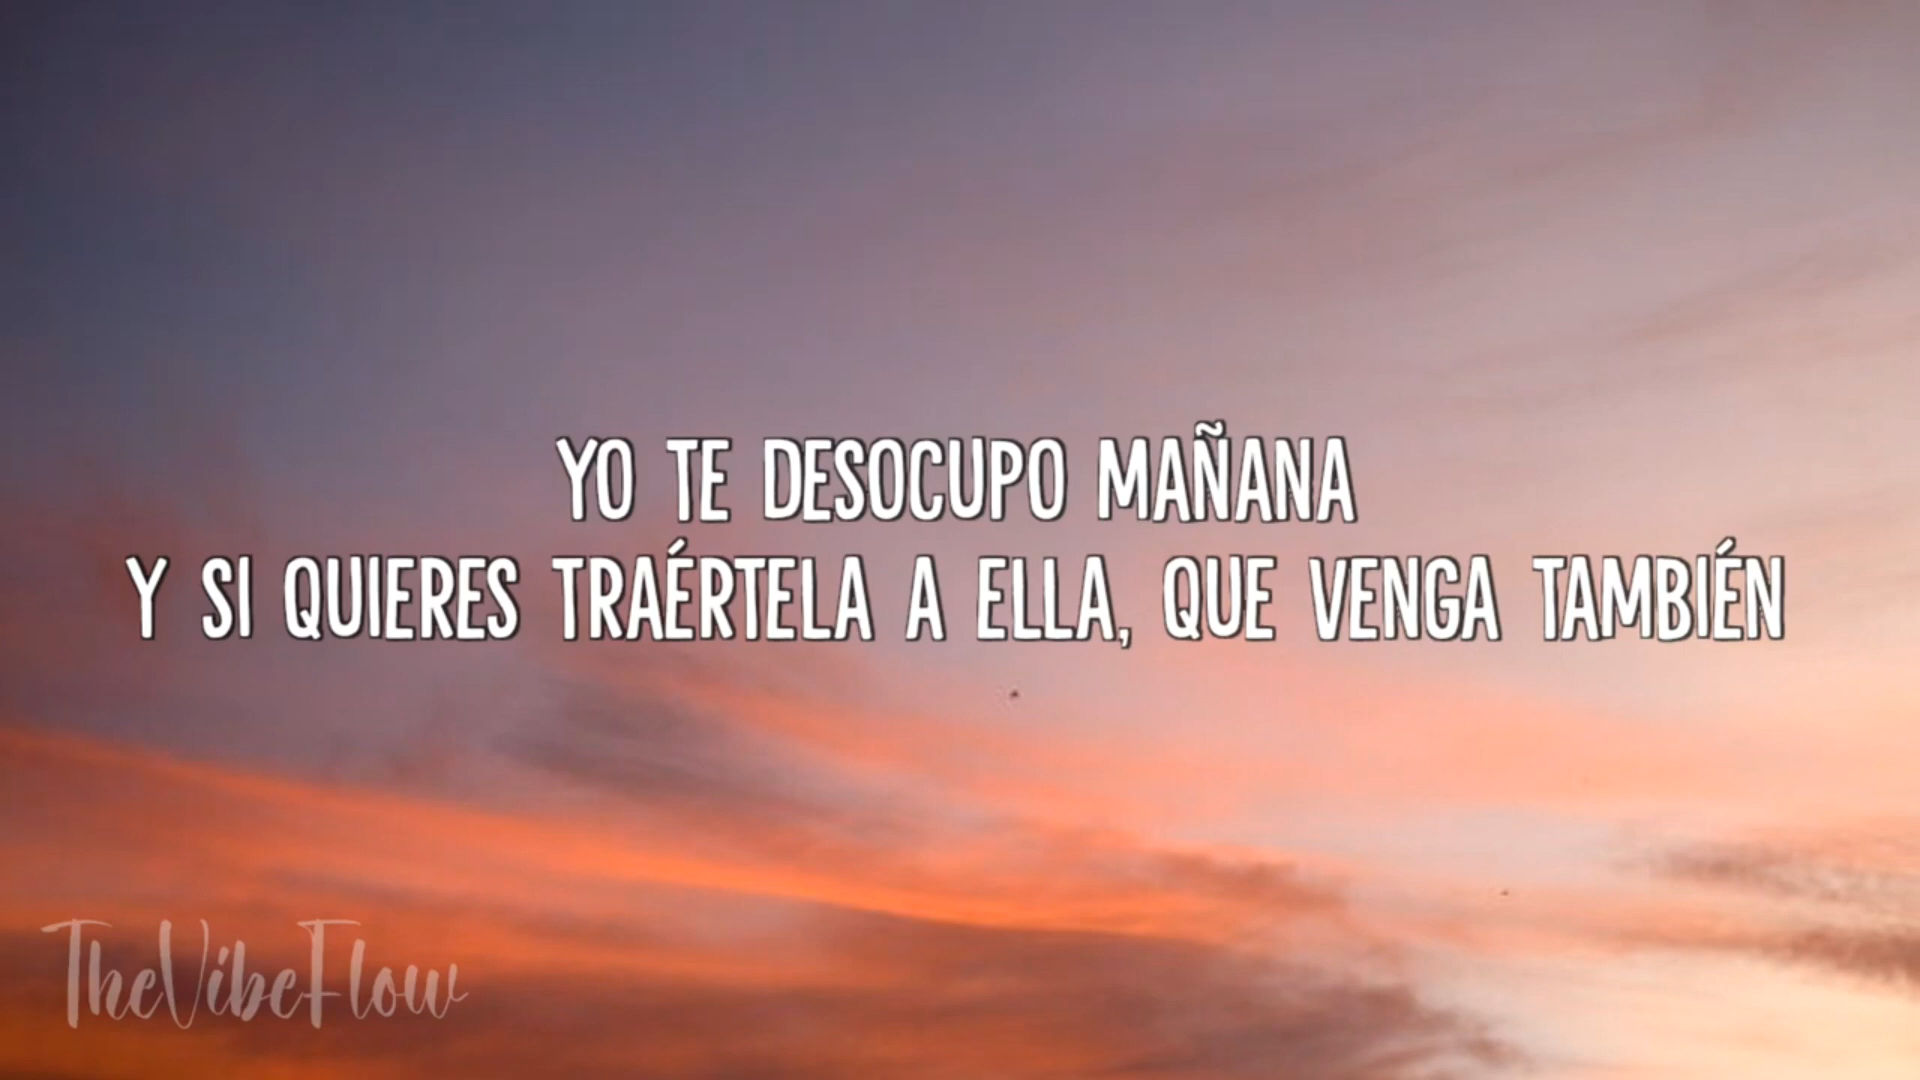 YO TE DESOCUPO MAÑANA
Y SI QUIERES TRAÉRTELA A ELLA, QUE VENGA TAMBIÉN
TheVibeFlow